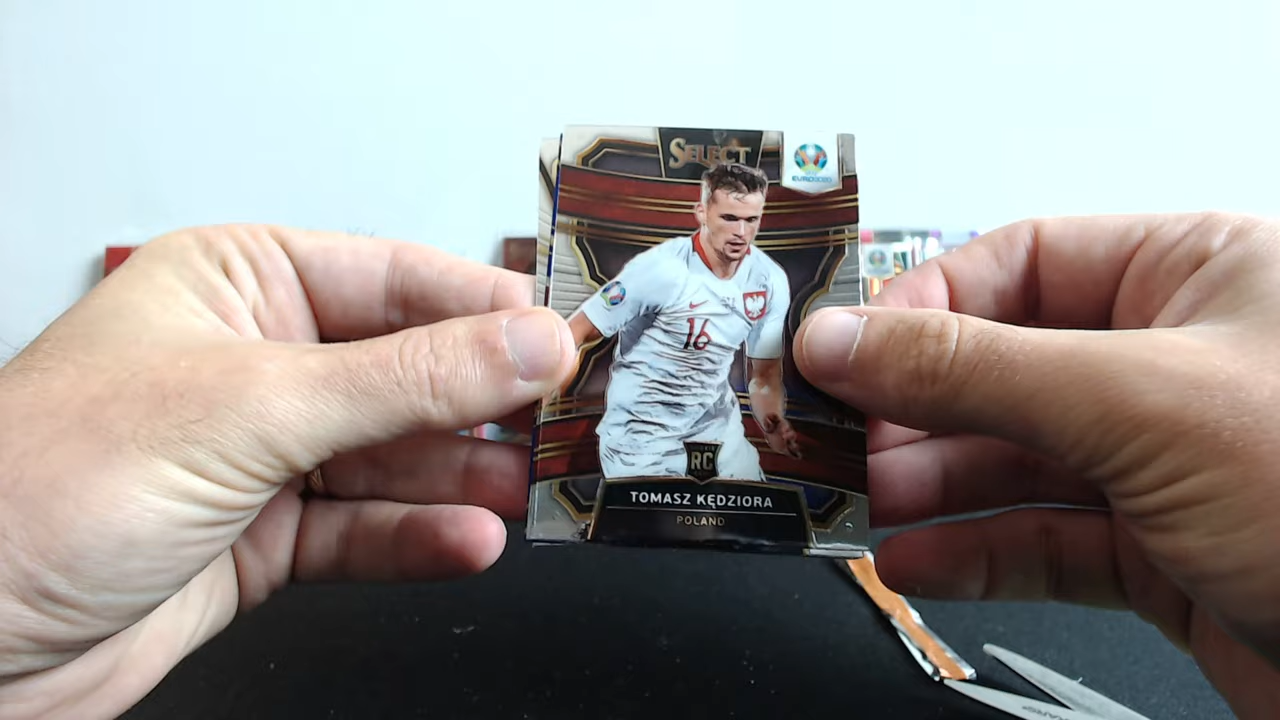 SELECT
EURO2020
16
RC
TOMASZ KĘDZIORA
POLAND